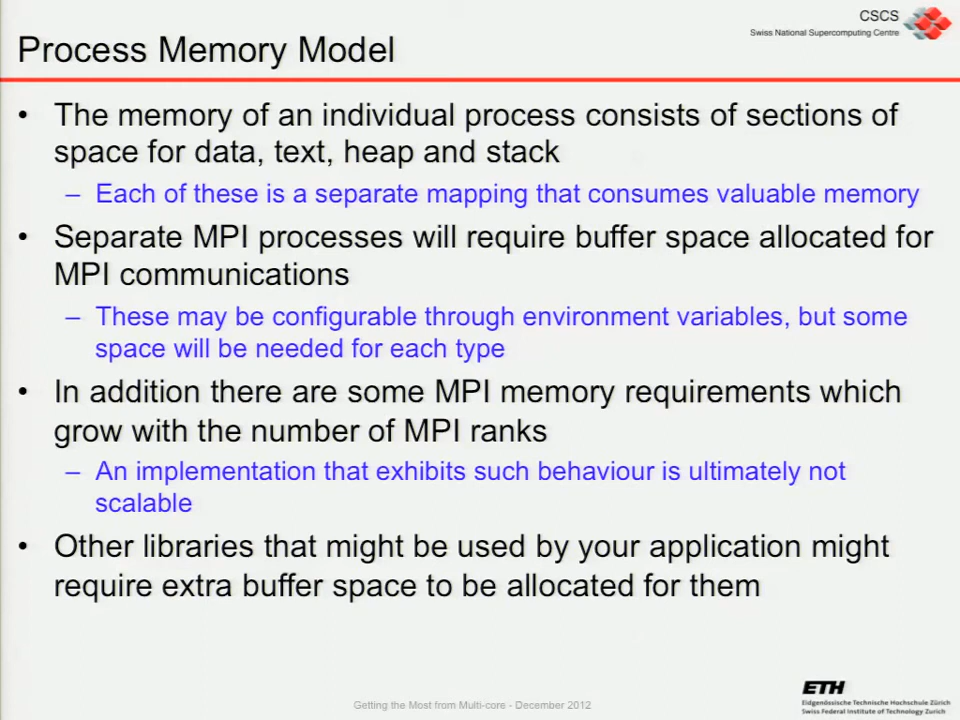 CSCS
Swiss National Supercomputing Centre
Process Memory Model
• The memory of an individual process consists of sections of
space for data, text, heap and stack
– Each of these is a separate mapping that consumes valuable memory
• Separate MPI processes will require buffer space allocated for
MPI communications
– These may be configurable through environment variables, but some
space will be needed for each type
• In addition there are some MPI memory requirements which
grow with the number of MPI ranks
– An implementation that exhibits such behaviour is ultimately not
scalable
• Other libraries that might be used by your application might
require extra buffer space to be allocated for them
Getting the Most from Multi-core - December 2012
ETH
Eidgenössische Technische Hochschule Zürich
Swiss Federal Institute of Technology Zurich